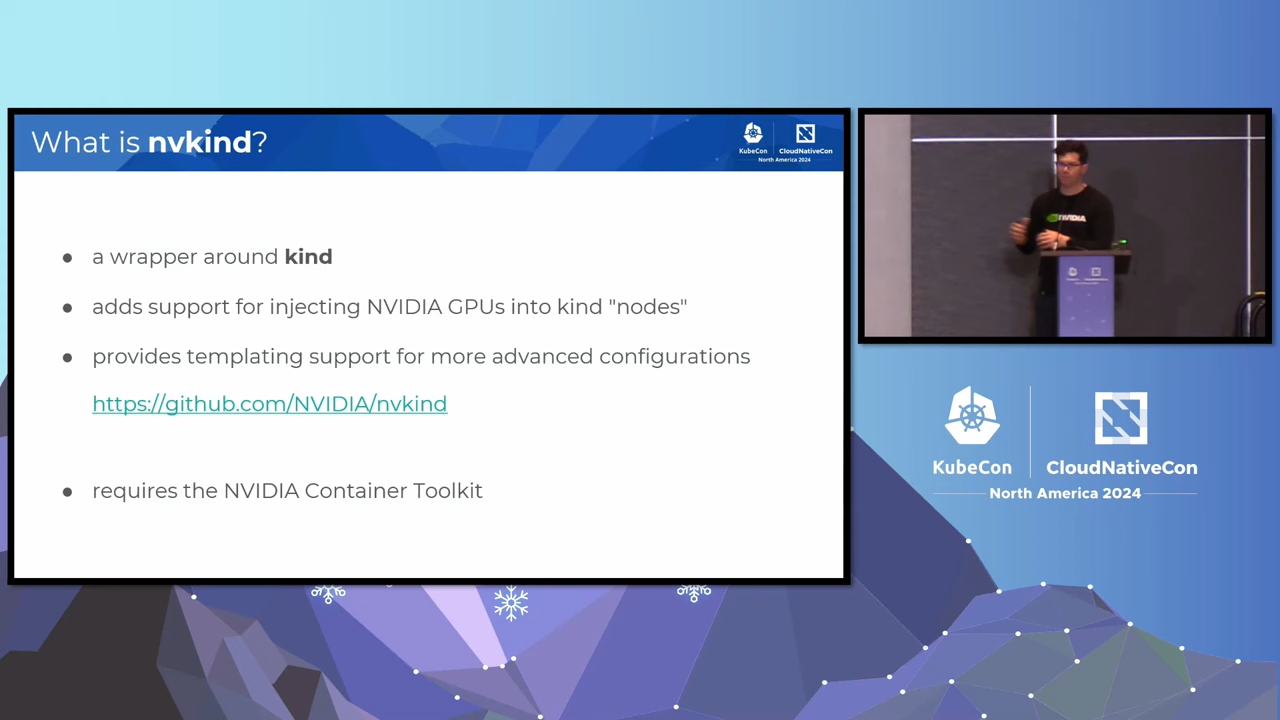 What is nvkind?
KubeCon
CloudNativeCon
North America 2024
a wrapper around kind
adds support for injecting NVIDIA GPUs into kind "nodes"
provides templating support for more advanced configurations
https://github.com/NVIDIA/nvkind
requires the NVIDIA Container Toolkit
NVIDIA
KubeCon
CloudNativeCon
North America 2024